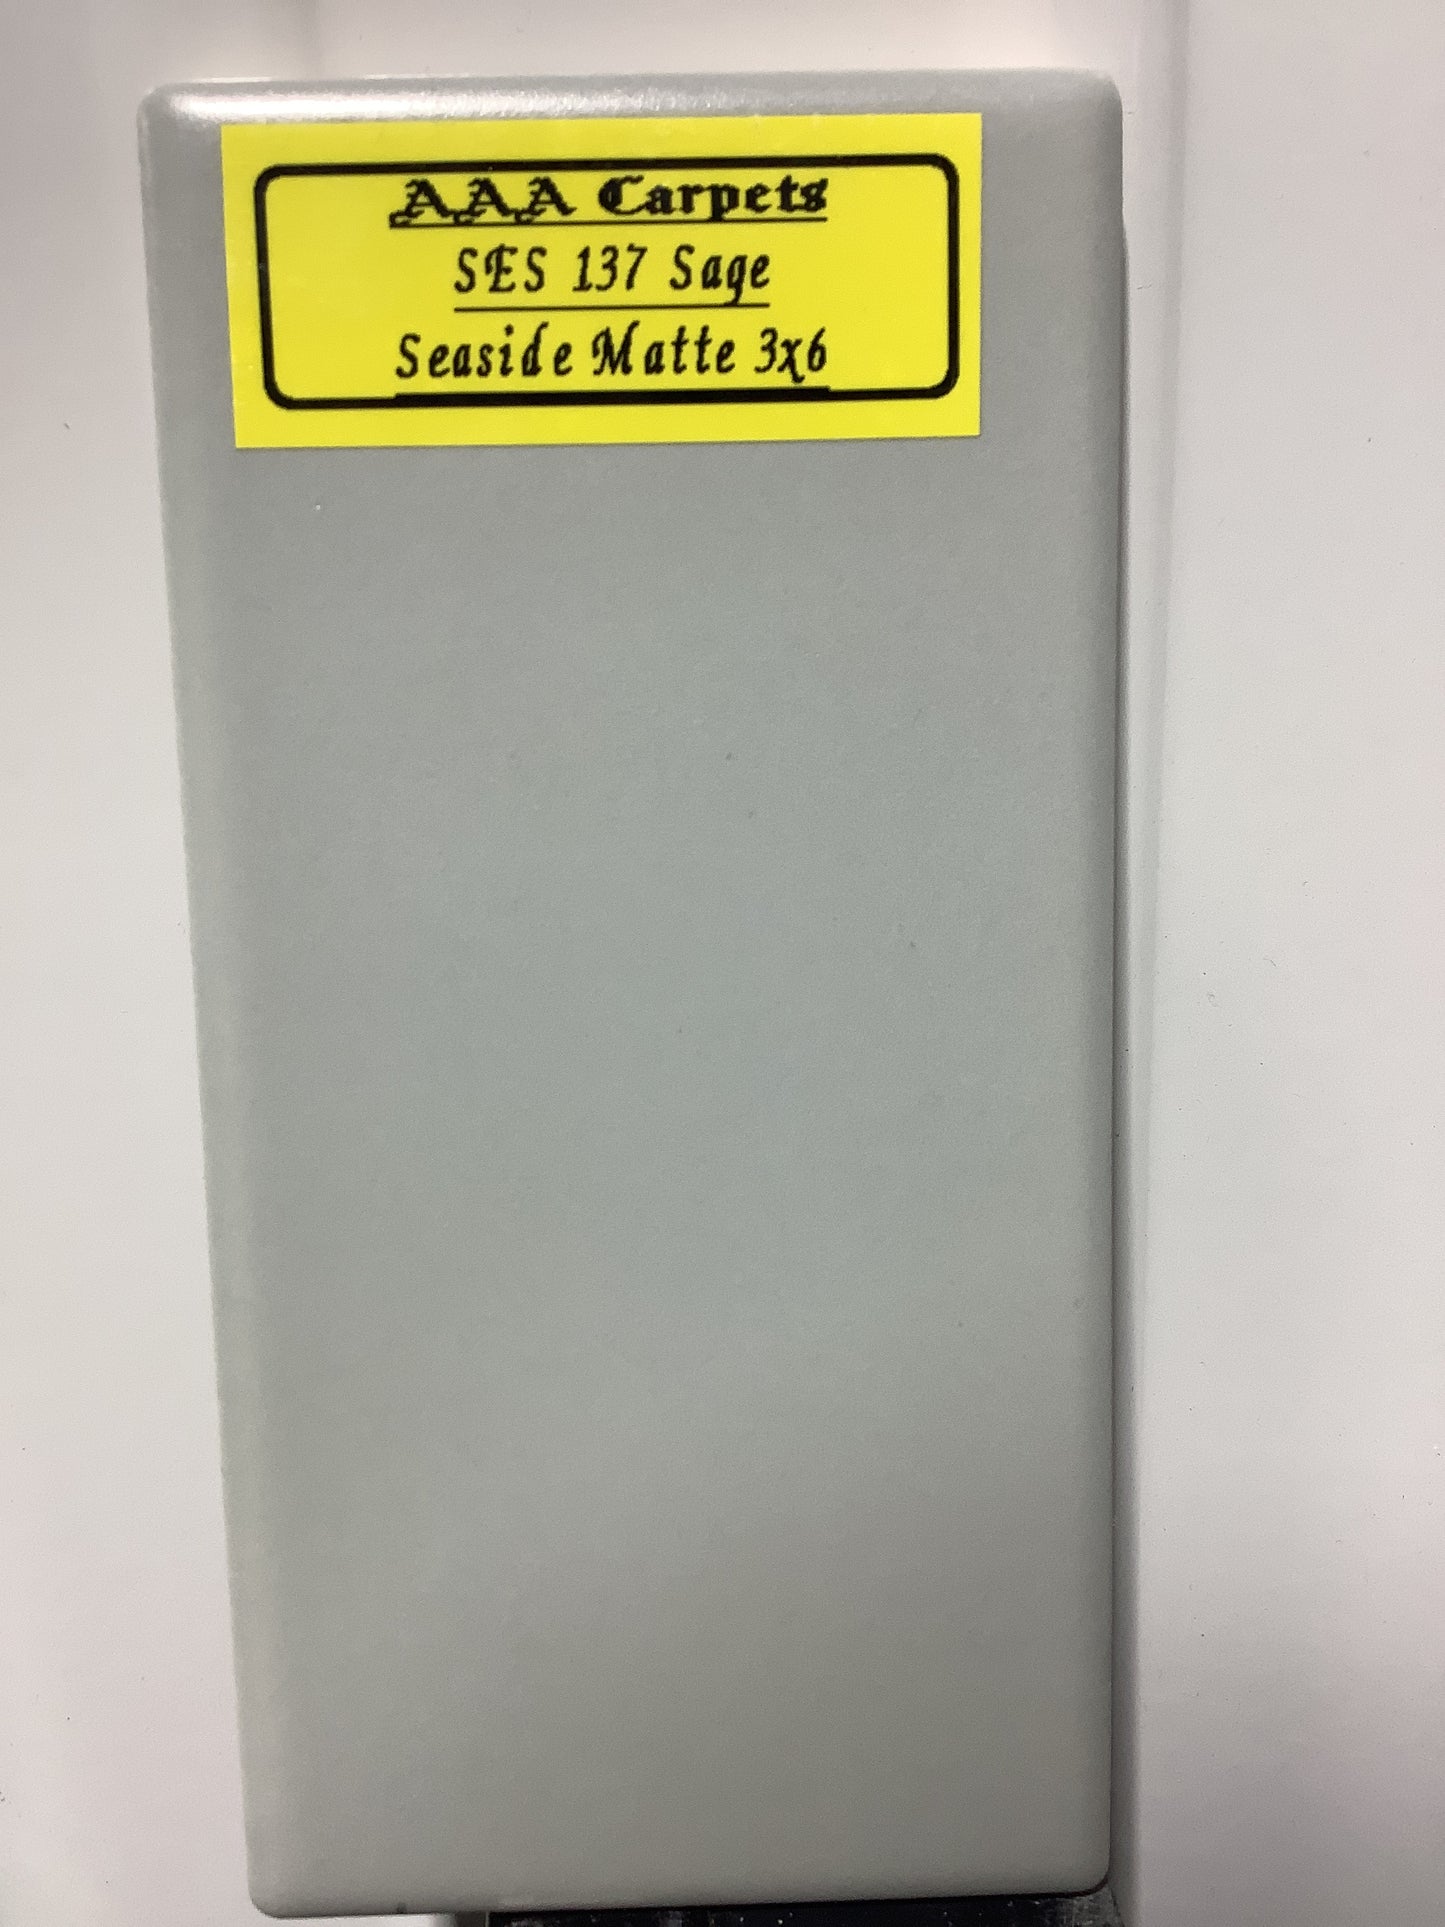 AAA Carpets
SES 137 Sage
Seaside Matte 3x6